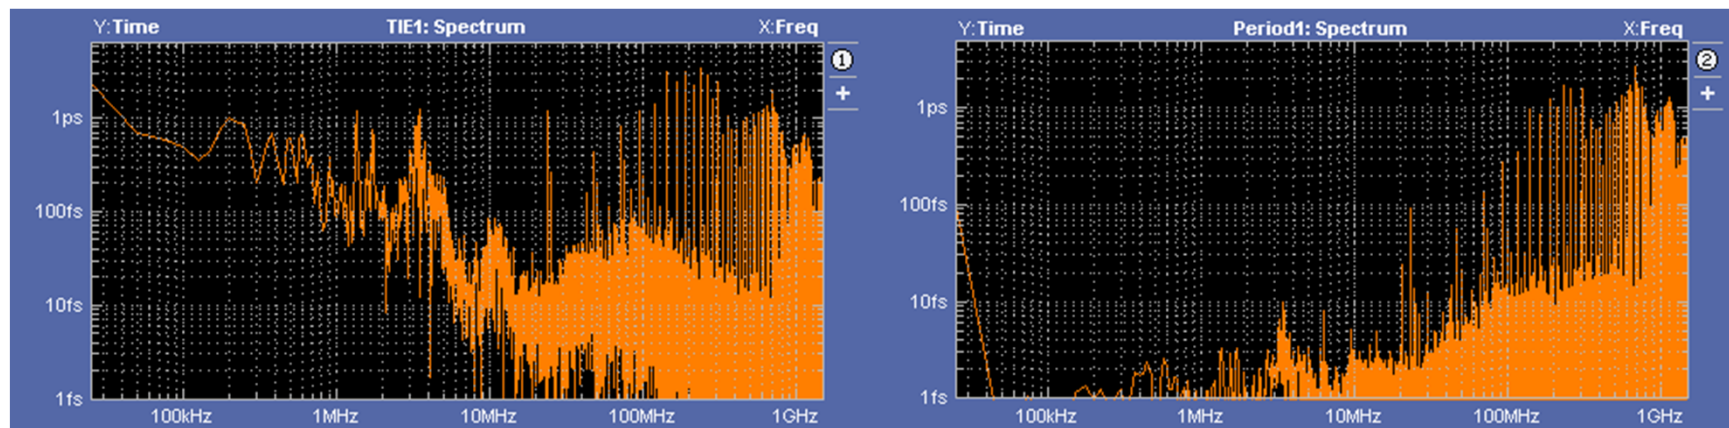 Y:Time TIE1: Spectrum X:Freq
1
+
1ps
100fs
10fs
1fs
100kHz 1MHz 10MHz 100MHz 1GHz
Y:Time Period1: Spectrum X:Freq
2
+
1ps
100fs
10fs
1fs
100kHz 1MHz 10MHz 100MHz 1GHz